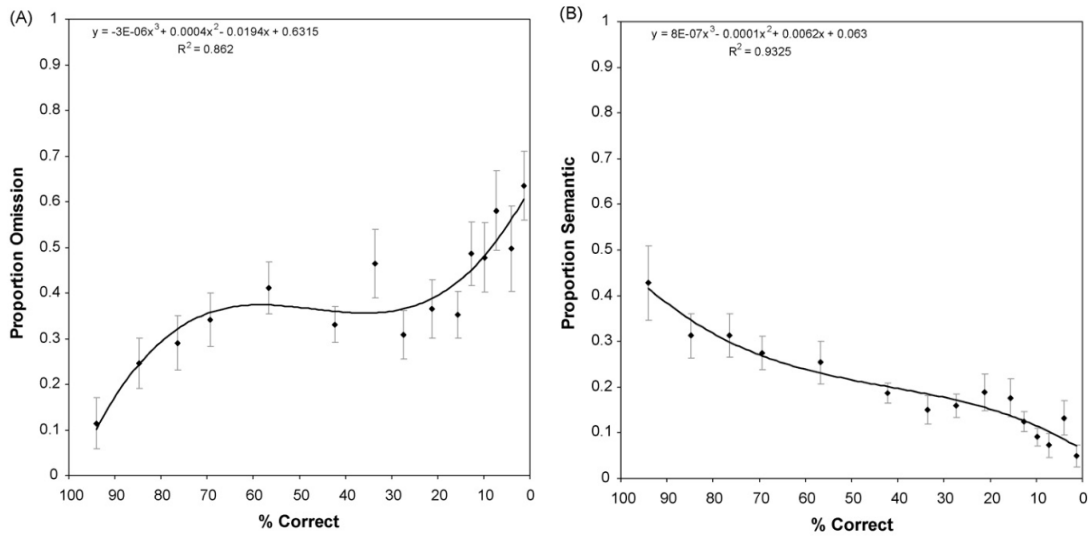 (A)
y = -3E-06x³ + 0.0004x² - 0.0194x + 0.6315
R² = 0.862
Proportion Omission
1
0.9
0.8
0.7
0.6
0.5
0.4
0.3
0.2
0.1
0
100 90 80 70 60 50 40 30 20 10 0
% Correct
(B)
y = 8E-07x³ - 0.0001x² + 0.0062x + 0.063
R² = 0.9325
Proportion Semantic
1
0.9
0.8
0.7
0.6
0.5
0.4
0.3
0.2
0.1
0
100 90 80 70 60 50 40 30 20 10 0
% Correct